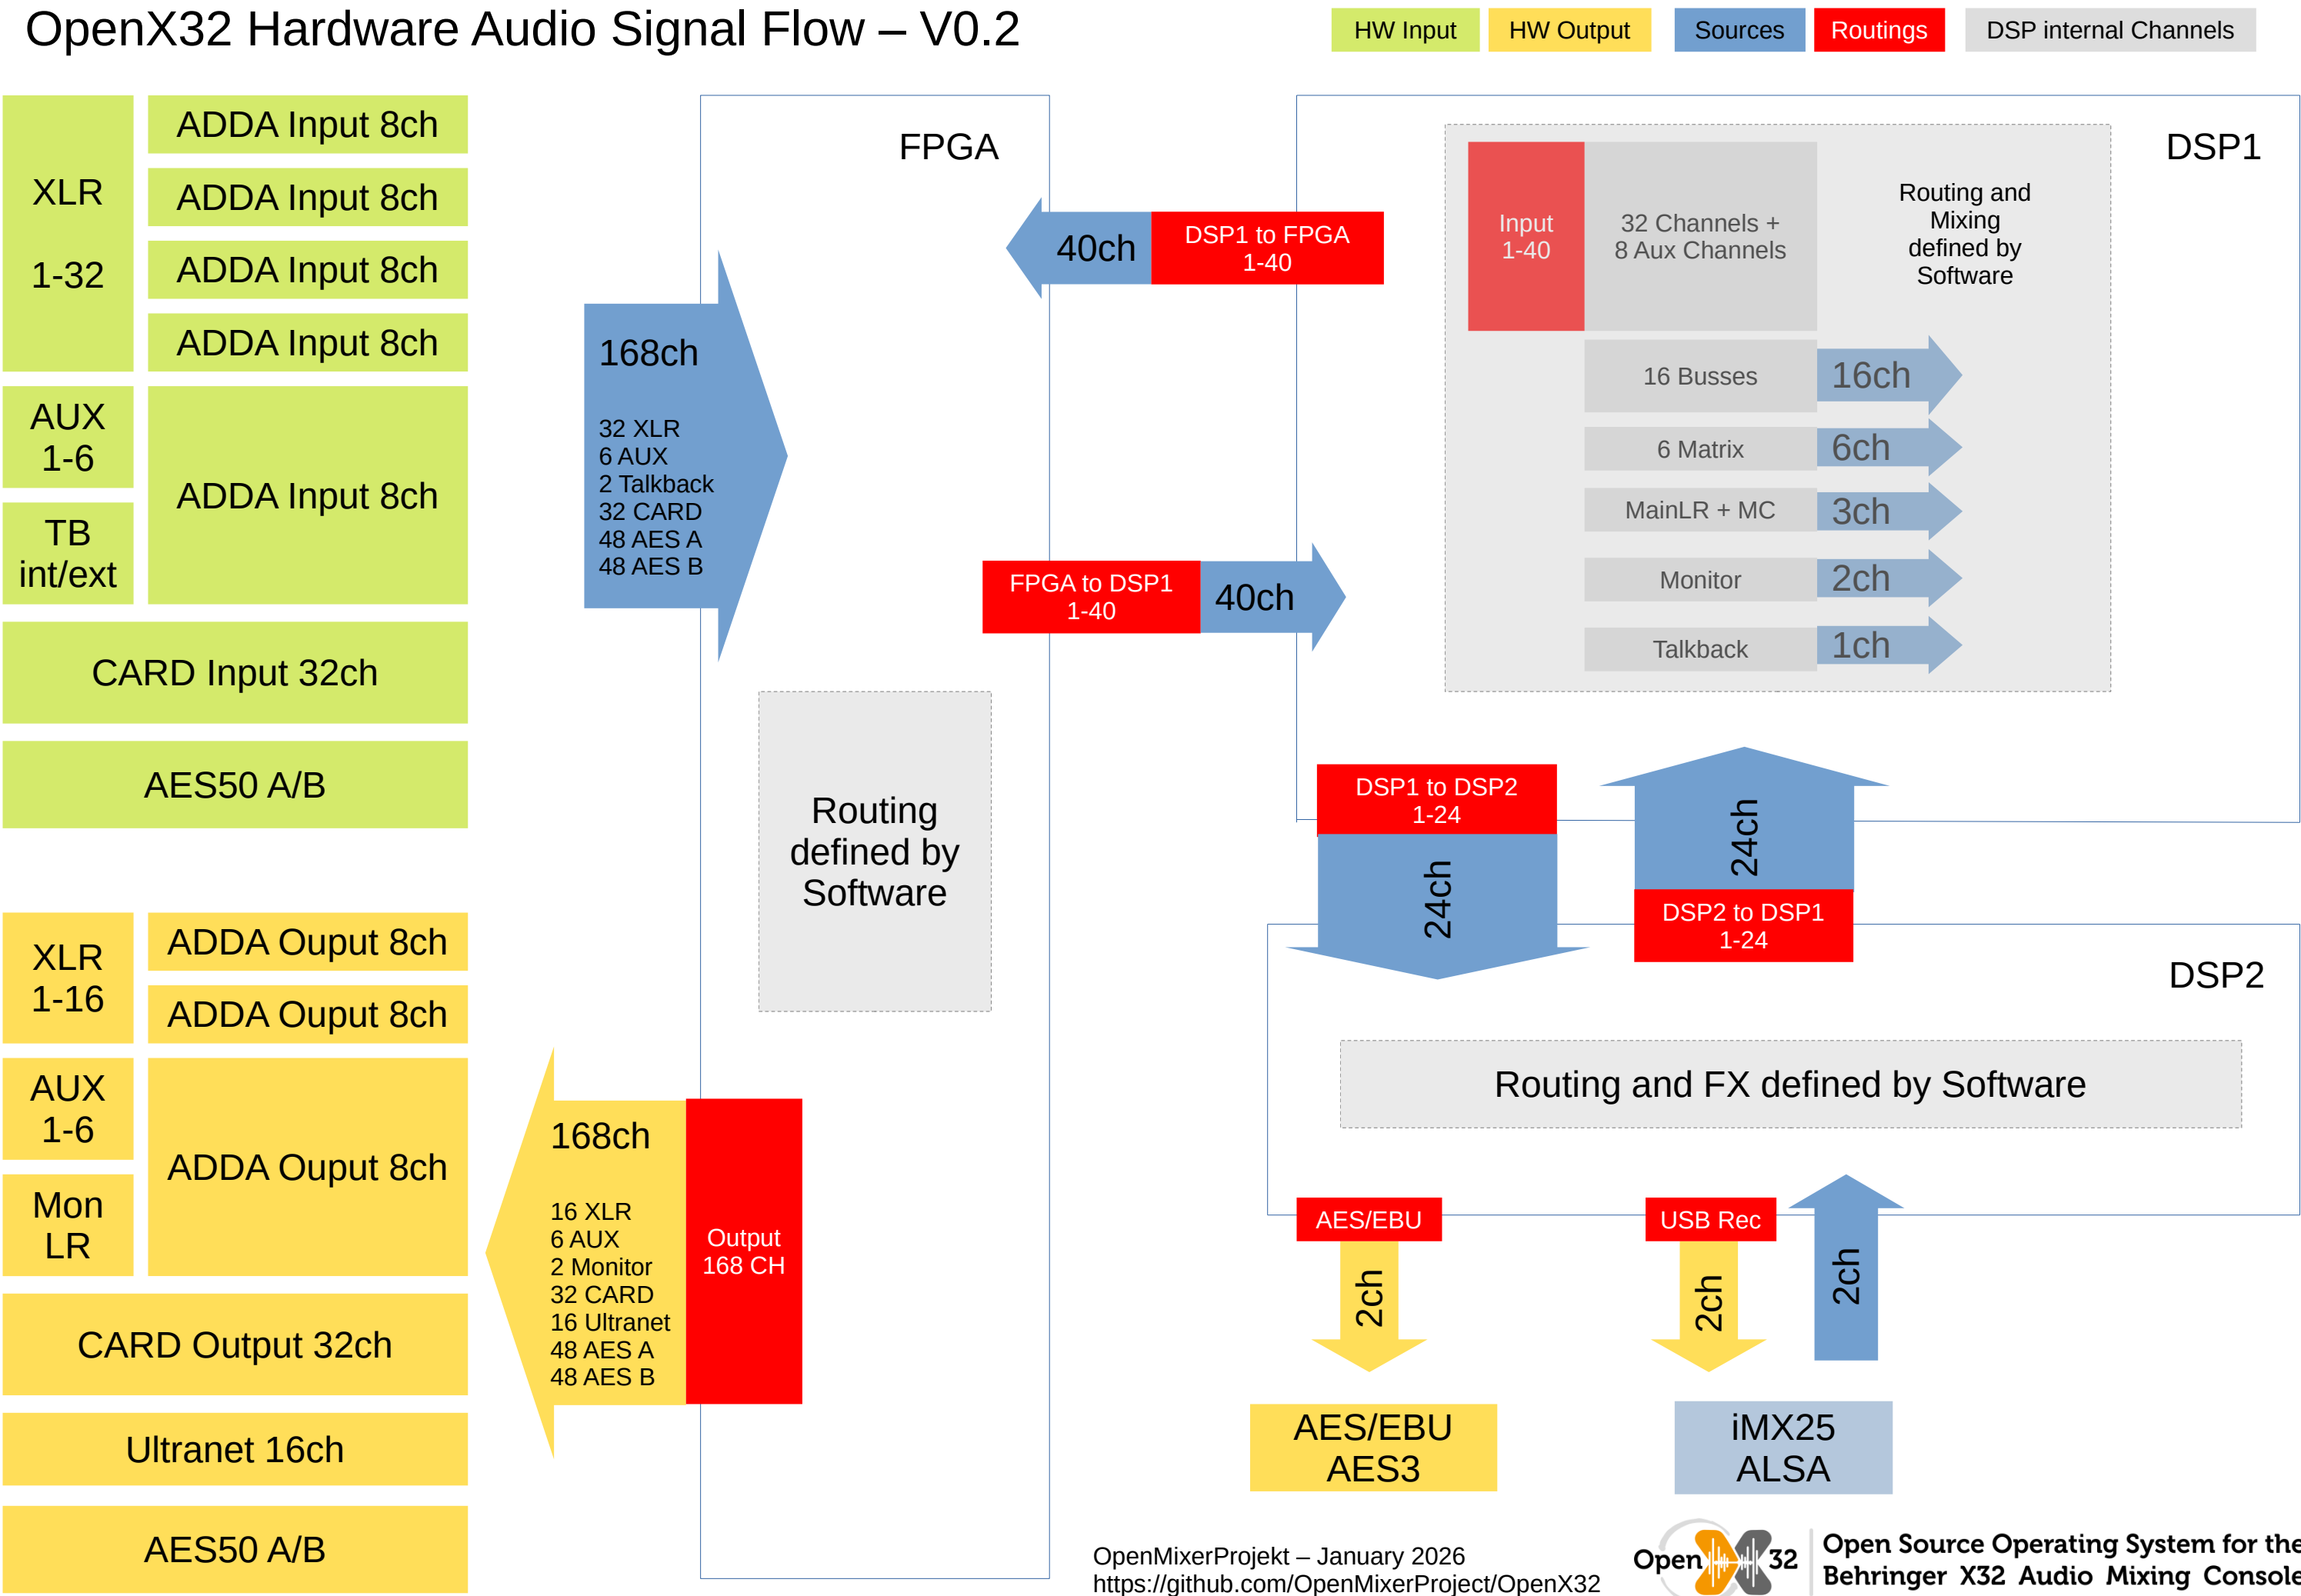 OpenX32 Hardware Audio Signal Flow – V0.2
HW Input
HW Output
Sources
Routings
DSP internal Channels
XLR
1-32
ADDA Input 8ch
ADDA Input 8ch
ADDA Input 8ch
ADDA Input 8ch
AUX
1-6
TB
int/ext
ADDA Input 8ch
CARD Input 32ch
AES50 A/B
XLR
1-16
ADDA Ouput 8ch
ADDA Ouput 8ch
AUX
1-6
Mon
LR
ADDA Ouput 8ch
CARD Output 32ch
Ultranet 16ch
AES50 A/B
168ch
32 XLR
6 AUX
2 Talkback
32 CARD
48 AES A
48 AES B
FPGA
Routing
defined by
Software
168ch
16 XLR
6 AUX
2 Monitor
32 CARD
16 Ultranet
48 AES A
48 AES B
Output
168 CH
40ch
DSP1 to FPGA
1-40
FPGA to DSP1
1-40
40ch
DSP1
Input
1-40
32 Channels +
8 Aux Channels
Routing and
Mixing
defined by
Software
16 Busses
16ch
6 Matrix
6ch
MainLR + MC
3ch
Monitor
2ch
Talkback
1ch
DSP1 to DSP2
1-24
24ch
24ch
DSP2 to DSP1
1-24
DSP2
Routing and FX defined by Software
AES/EBU
2ch
USB Rec
2ch
2ch
AES/EBU
AES3
iMX25
ALSA
OpenMixerProjekt – January 2026
https://github.com/OpenMixerProject/OpenX32
Open X 32
Open Source Operating System for the
Behringer X32 Audio Mixing Console